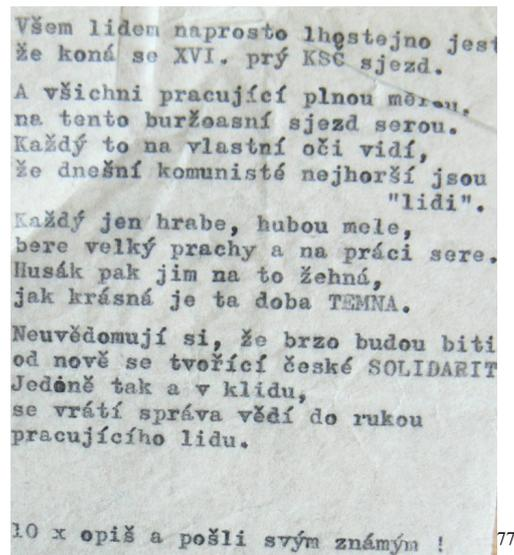 Všem lidem naprosto lhostejno jest
že koná se XVI. prý KSČ sjezd.
A všichni pracující plnou měrou,
na tento buržoasní sjezd serou.
Každý to na vlastní oči vidí,
že dnešní komunisté nejhorší jsou
"lidi".
Každý jen hrabe, hubou mele,
bere velký prachy a na práci sere.
Husák pak jim na to žehná,
jak krásná je ta doba TEMNA.
Neuvědomují si, že brzo budou biti
od nově se tvořící české SOLIDARIT
Jedině tak a v klidu,
se vrátí správa vědí do rukou
pracujícího lidu.
10 x opiš a pošli svým známým !
77